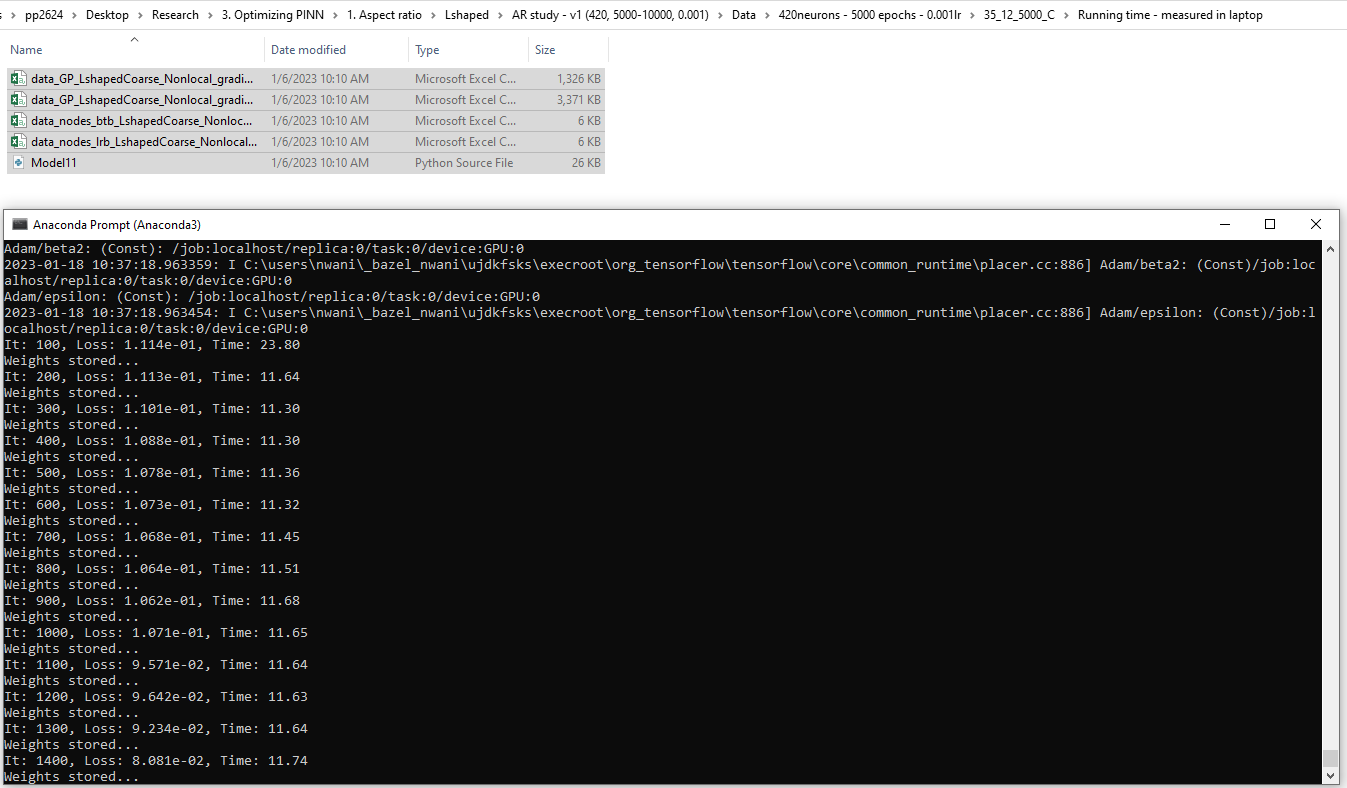 pp2624 > Desktop > Research > 3. Optimizing PINN > 1. Aspect ratio > Lshaped > AR study - v1 (420, 5000-10000, 0.001) > Data > 420neurons - 5000 epochs - 0.001lr > 35_12_5000_C > Running time - measured in laptop
Name Date modified Type Size
data_GP_LshapedCoarse_Nonlocal_gradi... 1/6/2023 10:10 AM Microsoft Excel C... 1,326 KB
data_GP_LshapedCoarse_Nonlocal_gradi... 1/6/2023 10:10 AM Microsoft Excel C... 3,371 KB
data_nodes_btb_LshapedCoarse_Nonloc... 1/6/2023 10:10 AM Microsoft Excel C... 6 KB
data_nodes_lrb_LshapedCoarse_Nonlocal... 1/6/2023 10:10 AM Microsoft Excel C... 6 KB
Model11 1/6/2023 10:10 AM Python Source File 26 KB
Anaconda Prompt (Anaconda3)
Adam/beta2: (Const): /job:localhost/replica:0/task:0/device:GPU:0
2023-01-18 10:37:18.963359: I C:\users\nwani\_bazel_nwani\ujdkfsks\execroot\org_tensorflow\tensorflow\core\common_runtime\placer.cc:886] Adam/beta2: (Const)/job:loc
alhost/replica:0/task:0/device:GPU:0
Adam/epsilon: (Const): /job:localhost/replica:0/task:0/device:GPU:0
2023-01-18 10:37:18.963454: I C:\users\nwani\_bazel_nwani\ujdkfsks\execroot\org_tensorflow\tensorflow\core\common_runtime\placer.cc:886] Adam/epsilon: (Const)/job:l
ocalhost/replica:0/task:0/device:GPU:0
It: 100, Loss: 1.114e-01, Time: 23.80
Weights stored...
It: 200, Loss: 1.113e-01, Time: 11.64
Weights stored...
It: 300, Loss: 1.101e-01, Time: 11.30
Weights stored...
It: 400, Loss: 1.088e-01, Time: 11.30
Weights stored...
It: 500, Loss: 1.078e-01, Time: 11.36
Weights stored...
It: 600, Loss: 1.073e-01, Time: 11.32
Weights stored...
It: 700, Loss: 1.068e-01, Time: 11.45
Weights stored...
It: 800, Loss: 1.064e-01, Time: 11.51
Weights stored...
It: 900, Loss: 1.062e-01, Time: 11.68
Weights stored...
It: 1000, Loss: 1.071e-01, Time: 11.65
Weights stored...
It: 1100, Loss: 9.571e-02, Time: 11.64
Weights stored...
It: 1200, Loss: 9.642e-02, Time: 11.63
Weights stored...
It: 1300, Loss: 9.234e-02, Time: 11.64
Weights stored...
It: 1400, Loss: 8.081e-02, Time: 11.74
Weights stored...